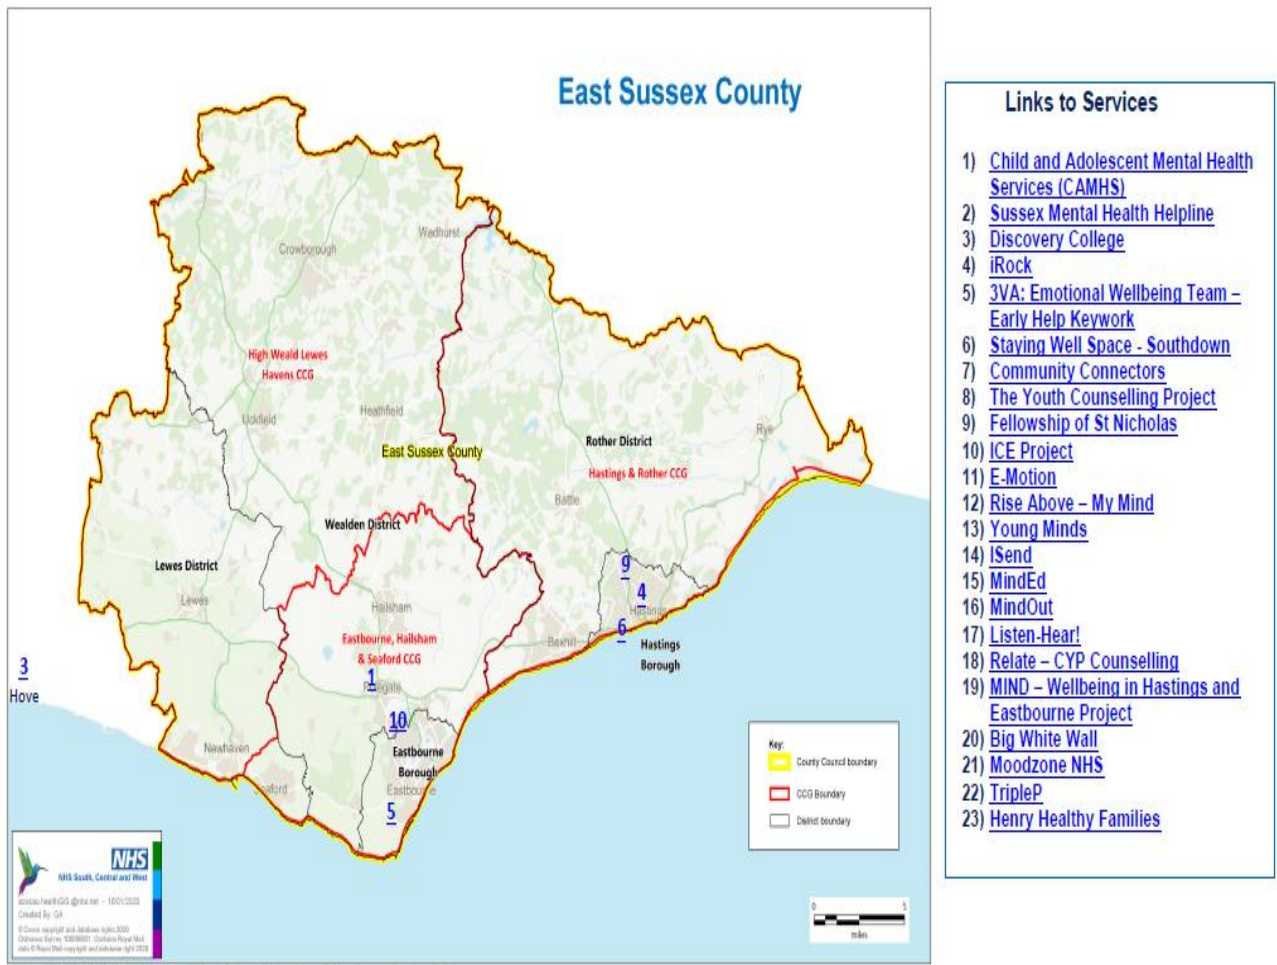 East Sussex County
Wadhurst
Crowborough
High Weald Lewes
Havens CCG
Uckfield
Heathfield
East Sussex County
Rother District
Hastings & Rother CCG
Rye
Battle
Wealden District
Lewes District
Lewes
Hailsham
Eastbourne, Hailsham
& Seaford CCG
1
9
4
Hastings
6
Bexhill
Hastings
Borough
3
Hove
10
Newhaven
Eastbourne
Borough
Eastbourne
5
Key:
County Council boundary
CCG Boundary
District boundary
0 5
miles
NHS
NHS South, Central and West
Created By: GA
Links to Services
1) Child and Adolescent Mental Health
Services (CAMHS)
2) Sussex Mental Health Helpline
3) Discovery College
4) iRock
5) 3VA: Emotional Wellbeing Team –
Early Help Keywork
6) Staying Well Space - Southdown
7) Community Connectors
8) The Youth Counselling Project
9) Fellowship of St Nicholas
10) ICE Project
11) E-Motion
12) Rise Above – My Mind
13) Young Minds
14) ISend
15) MindEd
16) MindOut
17) Listen-Hear!
18) Relate – CYP Counselling
19) MIND – Wellbeing in Hastings and
Eastbourne Project
20) Big White Wall
21) Moodzone NHS
22) TripleP
23) Henry Healthy Families